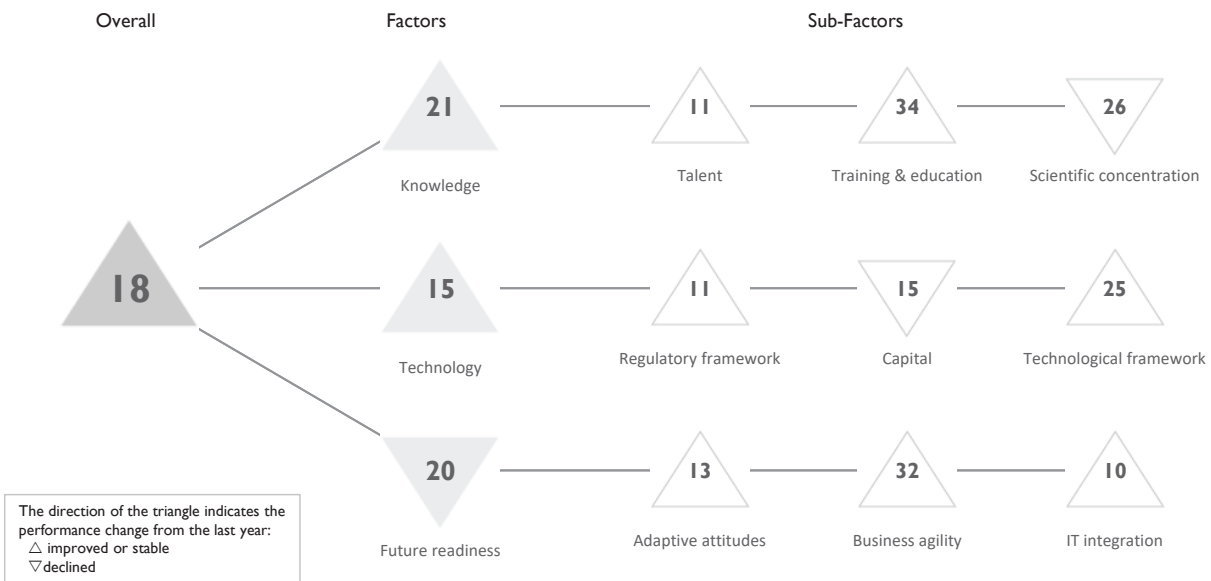 Overall Factors Sub-Factors
21 11 34 26
Knowledge Talent Training & education Scientific concentration
18 15 11 15 25
Technology Regulatory framework Capital Technological framework
20 13 32 10
Future readiness Adaptive attitudes Business agility IT integration
The direction of the triangle indicates the
performance change from the last year:
△ improved or stable
▽ declined